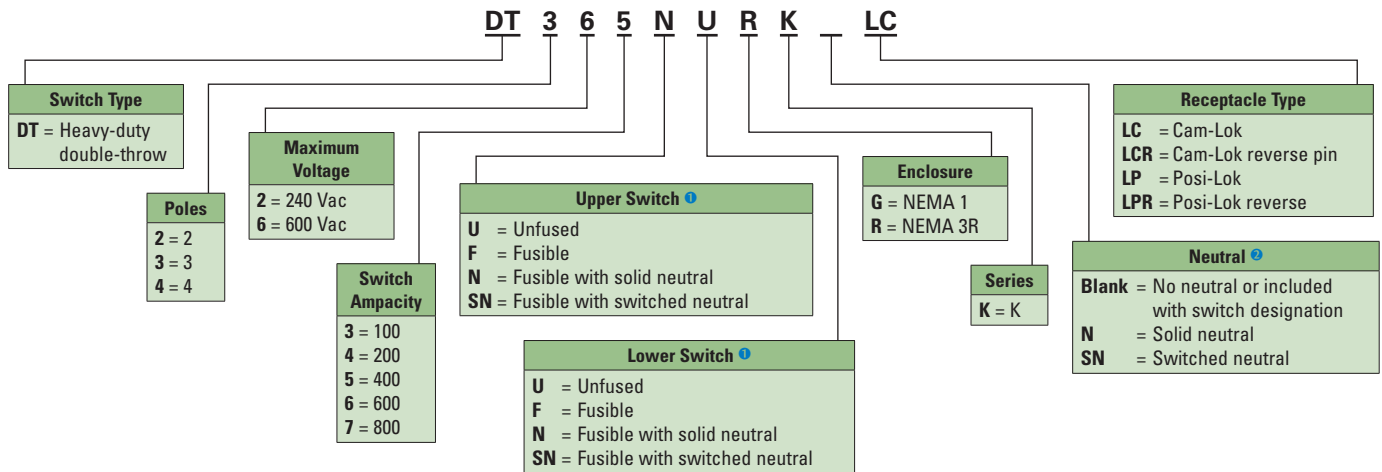 DT 3 6 5 N U R K _ LC
Switch Type
DT = Heavy-duty
double-throw
Poles
2 = 2
3 = 3
4 = 4
Maximum
Voltage
2 = 240 Vac
6 = 600 Vac
Switch
Ampacity
3 = 100
4 = 200
5 = 400
6 = 600
7 = 800
Upper Switch ❶
U = Unfused
F = Fusible
N = Fusible with solid neutral
SN = Fusible with switched neutral
Lower Switch ❶
U = Unfused
F = Fusible
N = Fusible with solid neutral
SN = Fusible with switched neutral
Enclosure
G = NEMA 1
R = NEMA 3R
Series
K = K
Neutral ❷
Blank = No neutral or included
with switch designation
N = Solid neutral
SN = Switched neutral
Receptacle Type
LC = Cam-Lok
LCR = Cam-Lok reverse pin
LP = Posi-Lok
LPR = Posi-Lok reverse